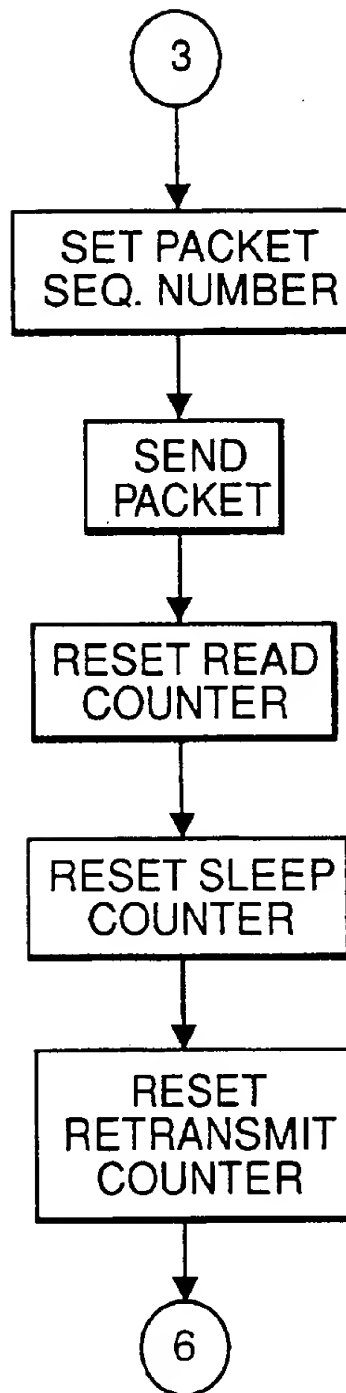 3
SET PACKET
SEQ. NUMBER
SEND
PACKET
RESET READ
COUNTER
RESET SLEEP
COUNTER
RESET
RETRANSMIT
COUNTER
6